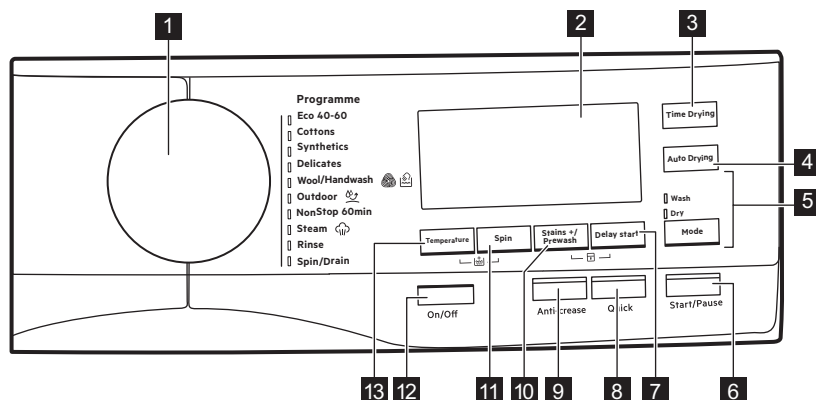 1
2
3
Programme
Eco 40-60
Cottons
Synthetics
Delicates
Wool/Handwash
Outdoor
NonStop 60min
Steam
Rinse
Spin/Drain
Time Drying
Auto Drying
4
5
Wash
Dry
Mode
Temperature
Spin
Stains +/
Prewash
Delay start
On/Off
Anticrease
Quick
Start/Pause
13
12
11
10
9
8
7
6